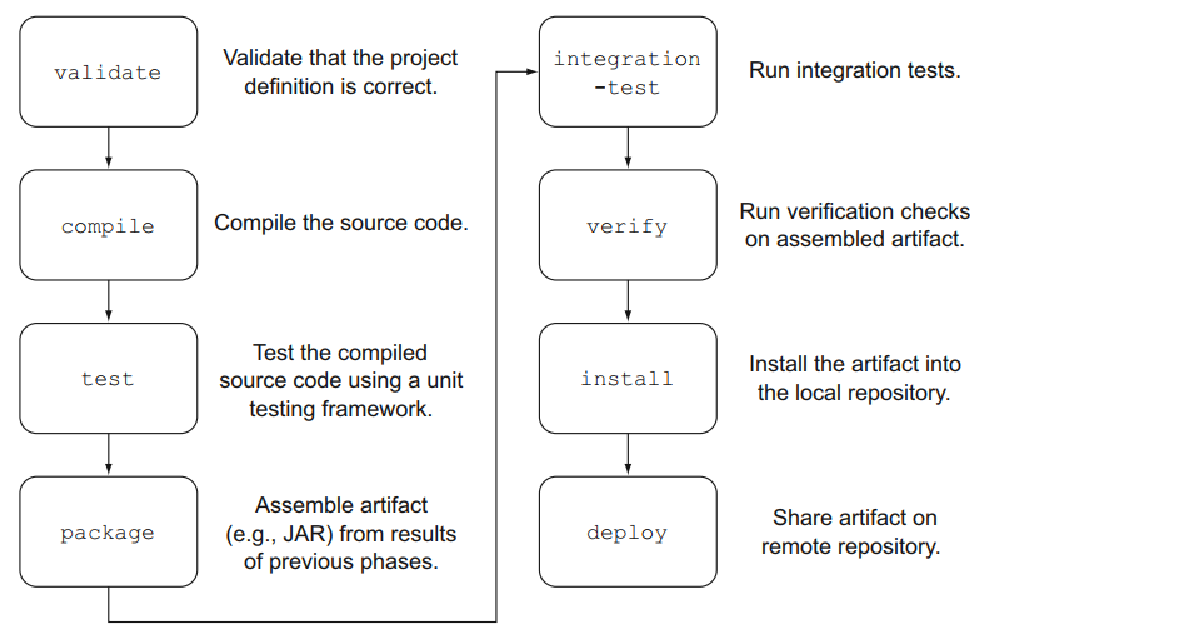 validate
Validate that the project
definition is correct.
compile
Compile the source code.
test
Test the compiled
source code using a unit
testing framework.
package
Assemble artifact
(e.g., JAR) from results
of previous phases.
integration
-test
Run integration tests.
verify
Run verification checks
on assembled artifact.
install
Install the artifact into
the local repository.
deploy
Share artifact on
remote repository.